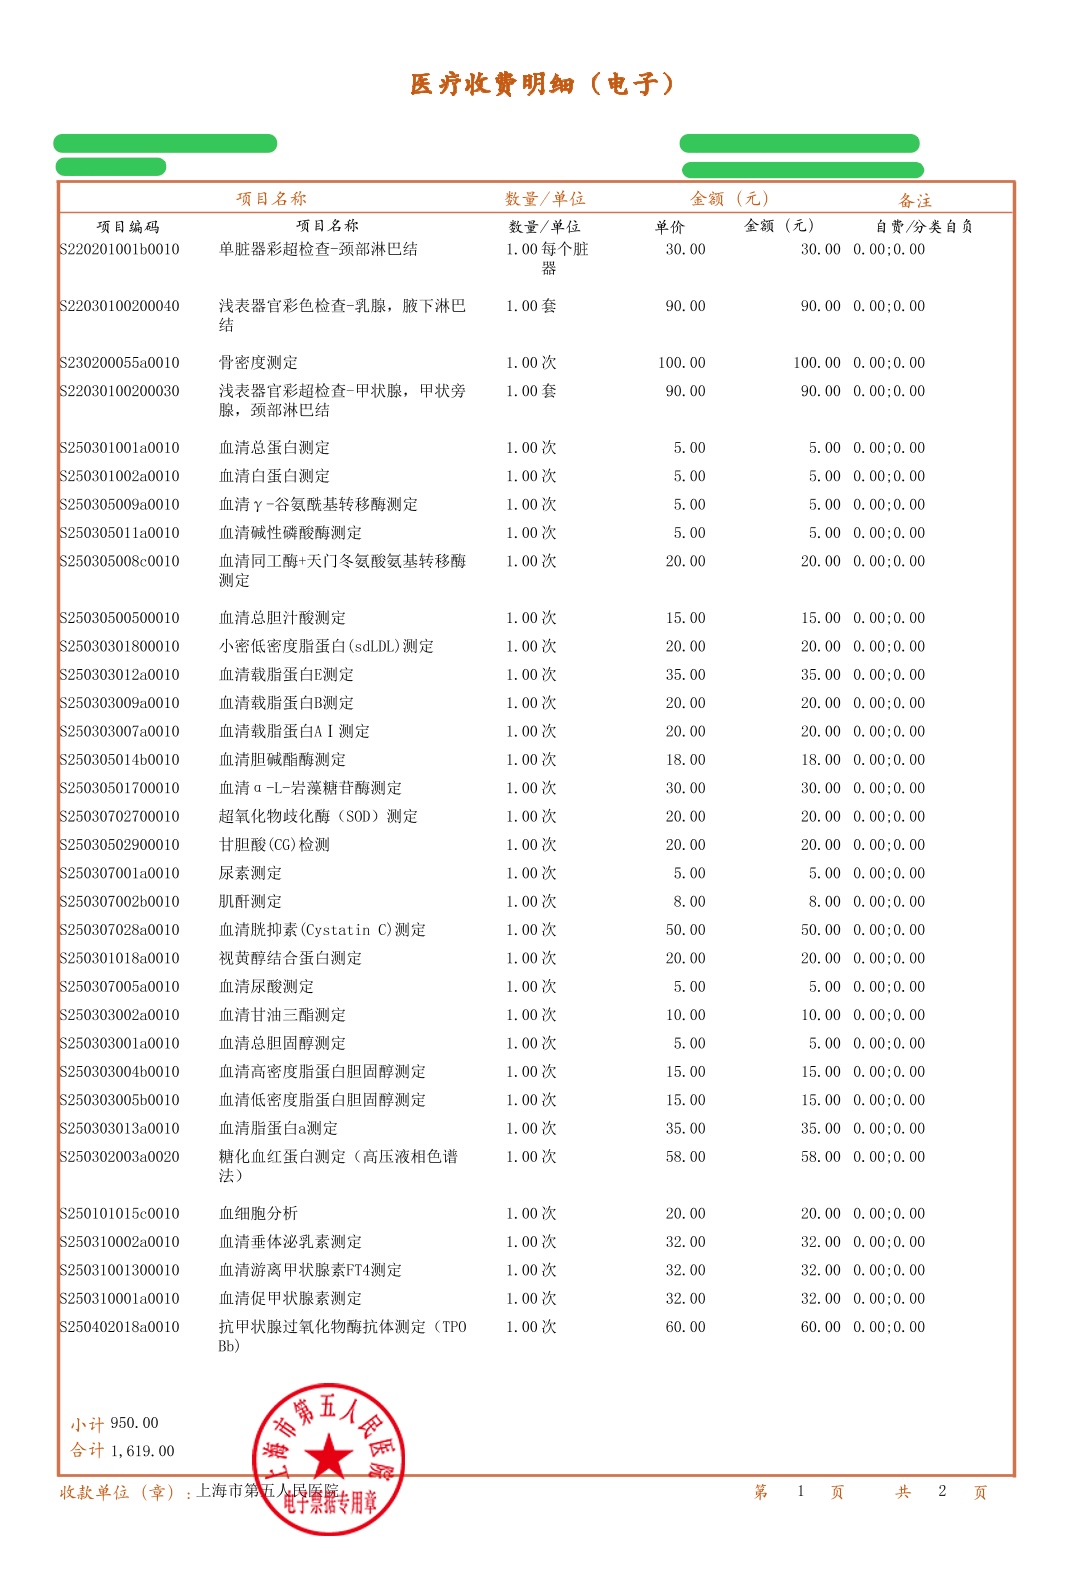 医疗收费明细（电子）
项目名称 数量/单位 金额（元） 备注
项目编码 项目名称 数量/单位 单价 金额（元） 自费/分类自负
S220201001b0010 单脏器彩超检查-颈部淋巴结 1.00 每个脏 30.00 30.00 0.00;0.00
器
S22030100200040 浅表器官彩色检查-乳腺，腋下淋巴 1.00 套 90.00 90.00 0.00;0.00
结
S230200055a0010 骨密度测定 1.00 次 100.00 100.00 0.00;0.00
S22030100200030 浅表器官彩超检查-甲状腺，甲状旁 1.00 套 90.00 90.00 0.00;0.00
腺，颈部淋巴结
S250301001a0010 血清总蛋白测定 1.00 次 5.00 5.00 0.00;0.00
S250301002a0010 血清白蛋白测定 1.00 次 5.00 5.00 0.00;0.00
S250305009a0010 血清γ-谷氨酰基转移酶测定 1.00 次 5.00 5.00 0.00;0.00
S250305011a0010 血清碱性磷酸酶测定 1.00 次 5.00 5.00 0.00;0.00
S250305008c0010 血清同工酶+天门冬氨酸氨基转移酶 1.00 次 20.00 20.00 0.00;0.00
测定
S25030500500010 血清总胆汁酸测定 1.00 次 15.00 15.00 0.00;0.00
S25030301800010 小密低密度脂蛋白(sdLDL)测定 1.00 次 20.00 20.00 0.00;0.00
S250303012a0010 血清载脂蛋白E测定 1.00 次 35.00 35.00 0.00;0.00
S250303009a0010 血清载脂蛋白B测定 1.00 次 20.00 20.00 0.00;0.00
S250303007a0010 血清载脂蛋白AⅠ测定 1.00 次 20.00 20.00 0.00;0.00
S250305014b0010 血清胆碱酯酶测定 1.00 次 18.00 18.00 0.00;0.00
S25030501700010 血清α-L-岩藻糖苷酶测定 1.00 次 30.00 30.00 0.00;0.00
S25030702700010 超氧化物歧化酶（SOD）测定 1.00 次 20.00 20.00 0.00;0.00
S25030502900010 甘胆酸(CG)检测 1.00 次 20.00 20.00 0.00;0.00
S250307001a0010 尿素测定 1.00 次 5.00 5.00 0.00;0.00
S250307002b0010 肌酐测定 1.00 次 8.00 8.00 0.00;0.00
S250307028a0010 血清胱抑素(Cystatin C)测定 1.00 次 50.00 50.00 0.00;0.00
S250301018a0010 视黄醇结合蛋白测定 1.00 次 20.00 20.00 0.00;0.00
S250307005a0010 血清尿酸测定 1.00 次 5.00 5.00 0.00;0.00
S250303002a0010 血清甘油三酯测定 1.00 次 10.00 10.00 0.00;0.00
S250303001a0010 血清总胆固醇测定 1.00 次 5.00 5.00 0.00;0.00
S250303004b0010 血清高密度脂蛋白胆固醇测定 1.00 次 15.00 15.00 0.00;0.00
S250303005b0010 血清低密度脂蛋白胆固醇测定 1.00 次 15.00 15.00 0.00;0.00
S250303013a0010 血清脂蛋白a测定 1.00 次 35.00 35.00 0.00;0.00
S250302003a0020 糖化血红蛋白测定（高压液相色谱 1.00 次 58.00 58.00 0.00;0.00
法）
S250101015c0010 血细胞分析 1.00 次 20.00 20.00 0.00;0.00
S250310002a0010 血清垂体泌乳素测定 1.00 次 32.00 32.00 0.00;0.00
S25031001300010 血清游离甲状腺素FT4测定 1.00 次 32.00 32.00 0.00;0.00
S250310001a0010 血清促甲状腺素测定 1.00 次 32.00 32.00 0.00;0.00
S250402018a0010 抗甲状腺过氧化物酶抗体测定（TPO 1.00 次 60.00 60.00 0.00;0.00
Bb)
小计 950.00
合计 1,619.00
上海市第五人民医院
电子票据专用章
收款单位（章）：上海市第五人民医院 第 1 页 共 2 页